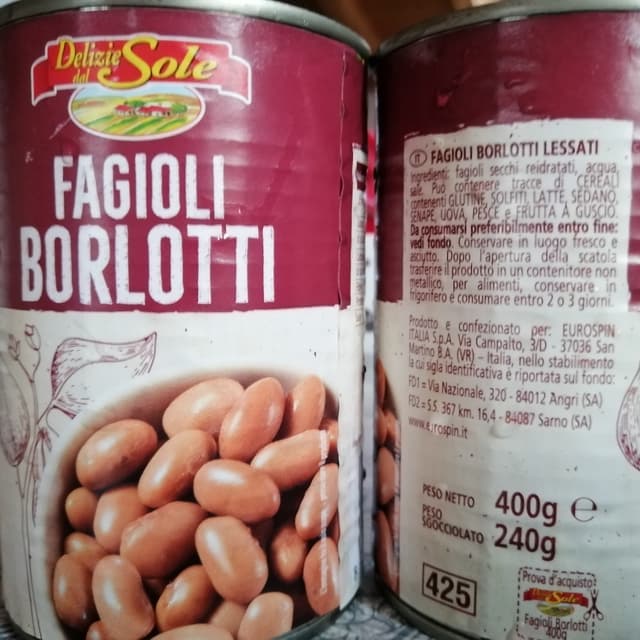 Delizie
dal Sole
FAGIOLI
BORLOTTI
IT FAGIOLI BORLOTTI LESSATI
Ingredienti: fagioli secchi reidratati, acqua,
sale. Può contenere tracce di CEREALI
contenenti GLUTINE, SOLFITI, LATTE, SEDANO,
SENAPE, UOVA, PESCE e FRUTTA A GUSCIO.
Da consumarsi preferibilmente entro fine:
vedi fondo. Conservare in luogo fresco e
asciutto. Dopo l'apertura della scatola
trasferire il prodotto in un contenitore non
metallico, per alimenti, conservare in
frigorifero e consumare entro 2 o 3 giorni.
Prodotto e confezionato per: EUROSPIN
ITALIA S.p.A. Via Campalto, 3/D - 37036 San
Martino B.A. (VR) – Italia, nello stabilimento
la cui sigla identificativa è riportata sul fondo:
FD1 = Via Nazionale, 320 - 84012 Angri (SA)
FD2 = S.S. 367 km. 16,4 - 84087 Sarno (SA)
www.eurospin.it
PESO NETTO 400g e
PESO
SGOCCIOLATO 240g
425
Prova d'acquisto
Delizie dal Sole
Fagioli Borlotti
400g